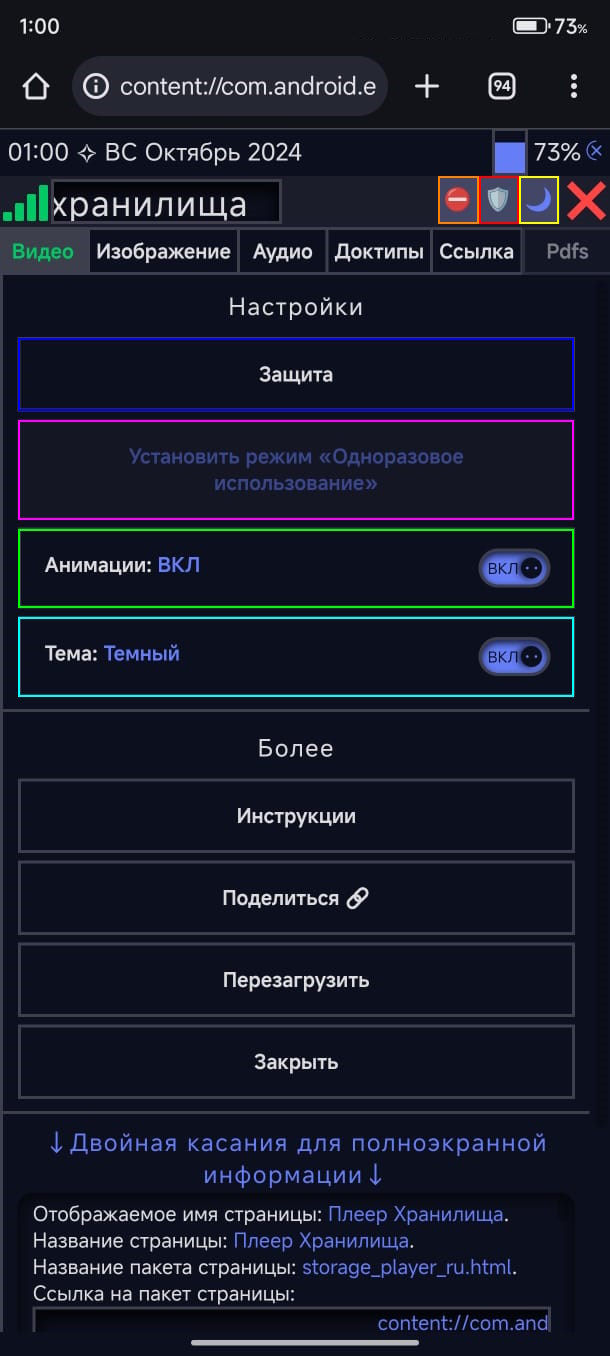 1:00 73%
content://com.android.e 94
01:00 ✧ ВС Октябрь 2024 73%
хранилища
Видео Изображение Аудио Доктипы Ссылка Pdfs
Настройки
Защита
Установить режим «Одноразовое
использование»
Анимации: ВКЛ ВКЛ
Тема: Темный ВКЛ
Более
Инструкции
Поделиться
Перезагрузить
Закрыть
↓Двойная касания для полноэкранной
информации↓
Отображаемое имя страницы: Плеер Хранилища.
Название страницы: Плеер Хранилища.
Название пакета страницы: storage_player_ru.html.
Ссылка на пакет страницы:
content://com.and